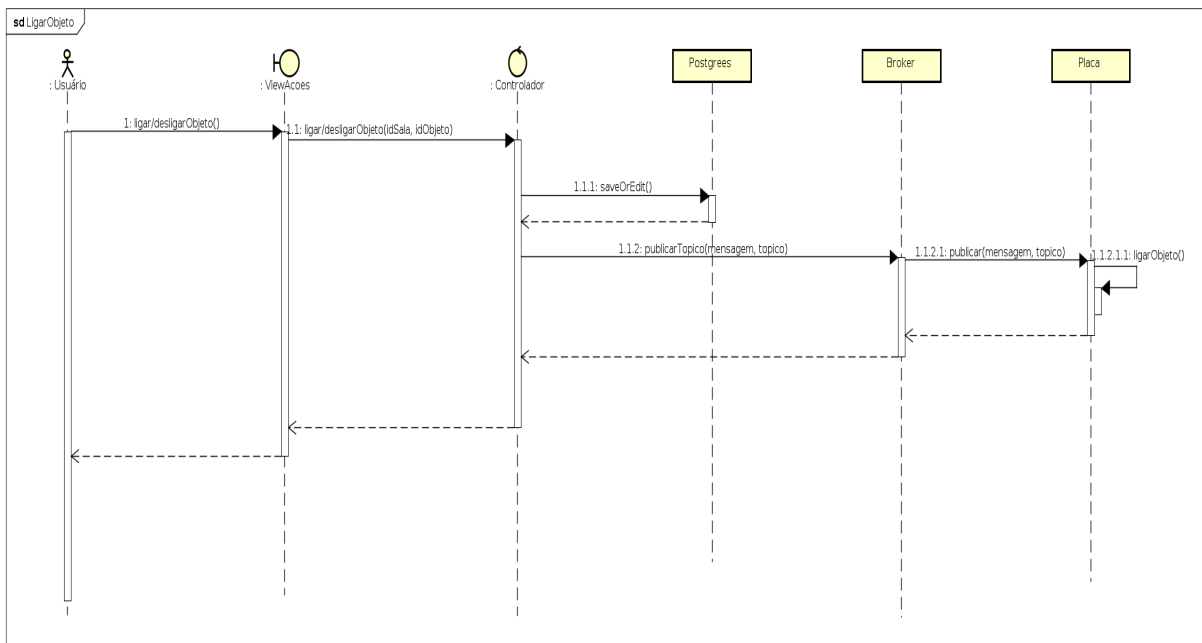 sd LigarObjeto
: Usuário
: ViewAcoes
: Controlador
Postgrees
Broker
Placa
1: ligar/desligarObjeto()
1.1: ligar/desligarObjeto(idSala, idObjeto)
1.1.1: saveOrEdit()
1.1.2: publicarTopico(mensagem, topico)
1.1.2.1: publicar(mensagem, topico)
1.1.2.1.1: ligarObjeto()